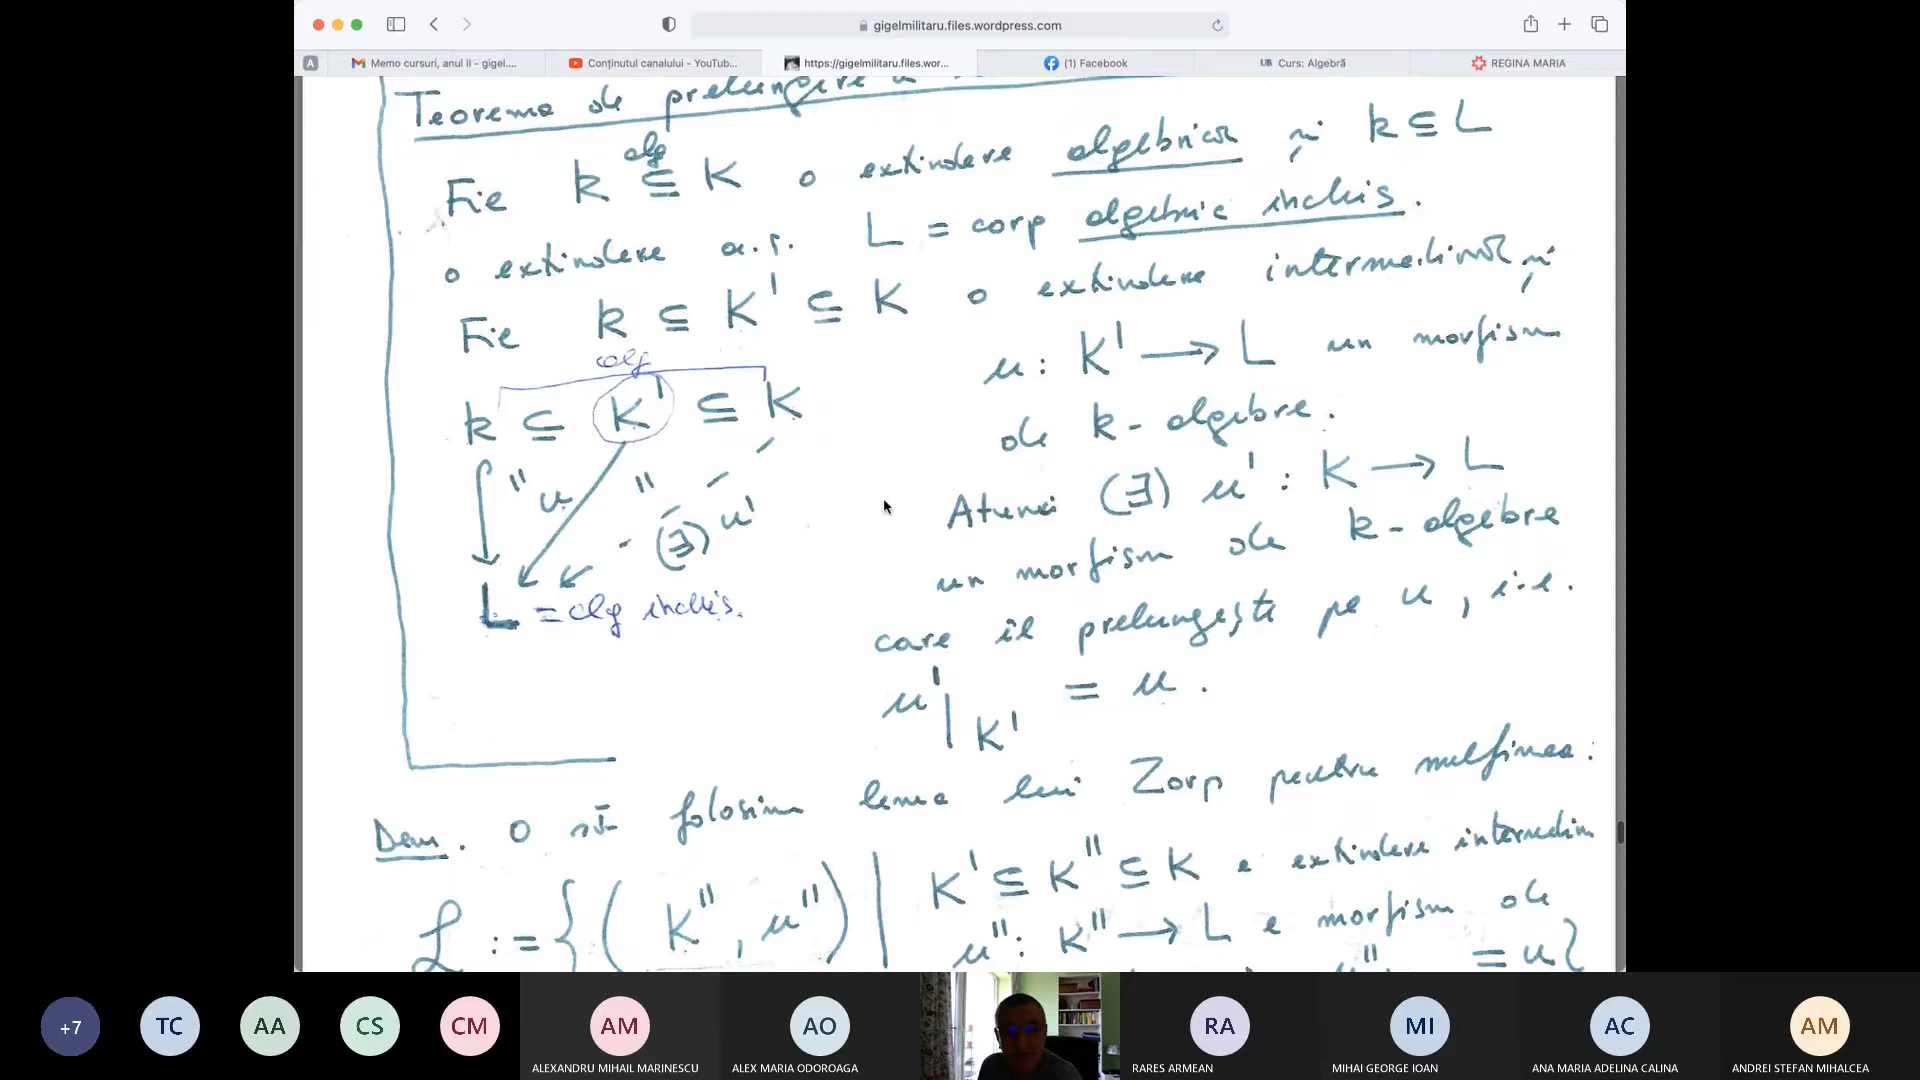 gigelmilitaru.files.wordpress.com
A
Memo cursuri, anul II - gigel....
Conținutul canalului - YouTub...
https://gigelmilitaru.files.wor...
(1) Facebook
UB Curs: Algebră
REGINA MARIA
Teorema de prelungire a
Fie k ⊆ K o extindere algebrică și k ⊆ L
alg
o extindere a.î. L = corp algebric închis.
Fie k ⊆ K' ⊆ K o extindere intermediară și
u: K' → L un morfism
de k-algebre.
alg
k ⊆ K' ⊆ K
" u " (∃) u'
L = alg închis.
Atunci (∃) u' : K → L
un morfism de k-algebre
care îl prelungește pe u, i.e.
u'|K' = u.
Dem. O să folosim lema lui Zorn pentru mulțimea:
L := {(K'', u'') | K' ⊆ K'' ⊆ K e extindere intermediar
u'': K'' → L e morfism de
u'' = u}
+7
TC
AA
CS
CM
AM
ALEXANDRU MIHAIL MARINESCU
AO
ALEX MARIA ODOROAGA
RA
RARES ARMEAN
MI
MIHAI GEORGE IOAN
AC
ANA MARIA ADELINA CALINA
AM
ANDREI STEFAN MIHALCEA